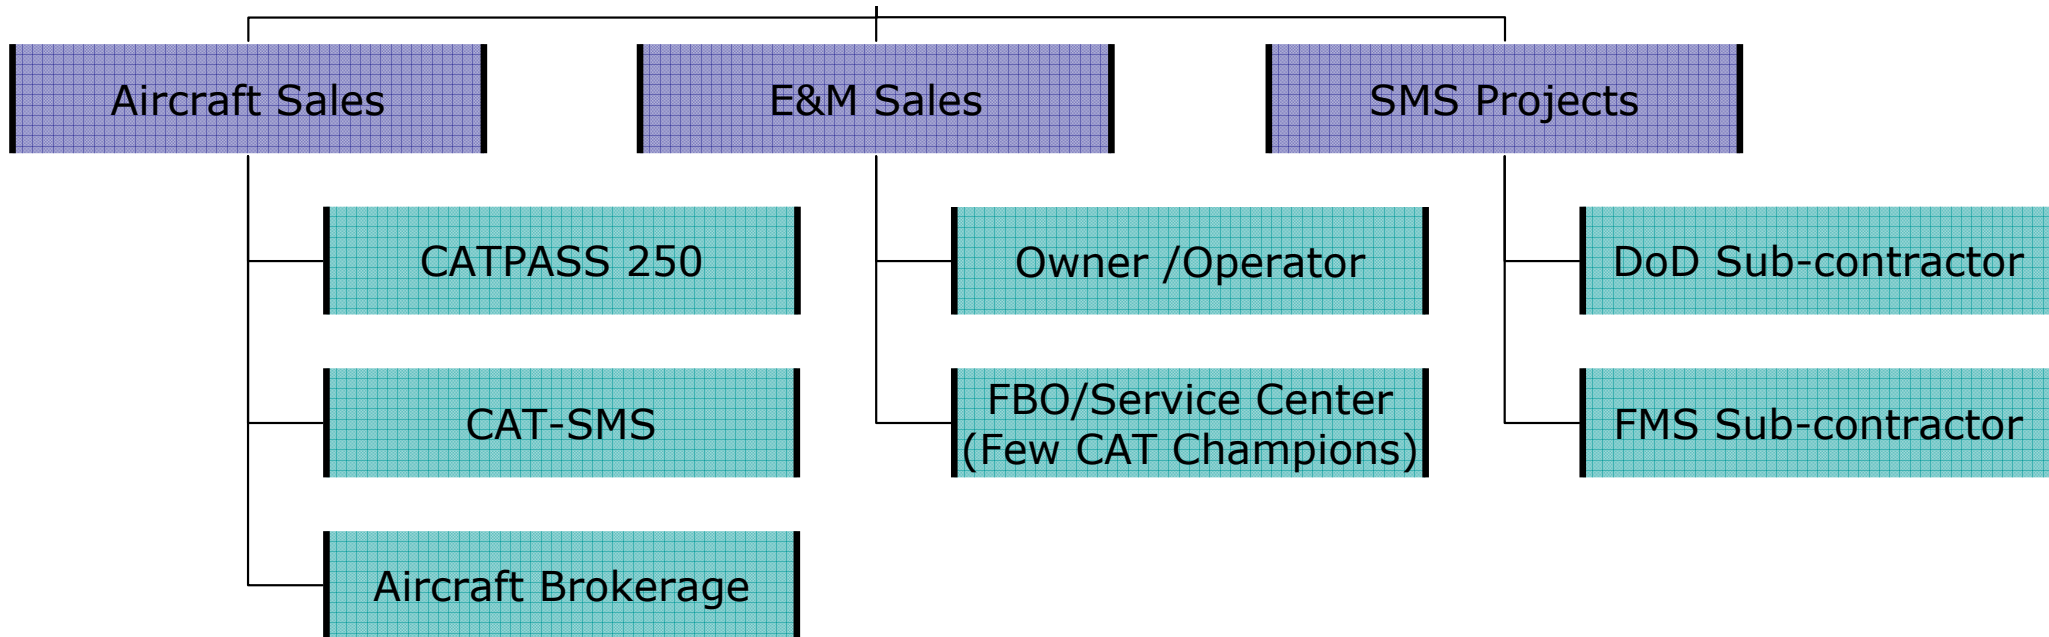 Aircraft Sales
E&M Sales
SMS Projects
CATPASS 250
Owner /Operator
DoD Sub-contractor
CAT-SMS
FBO/Service Center
(Few CAT Champions)
FMS Sub-contractor
Aircraft Brokerage